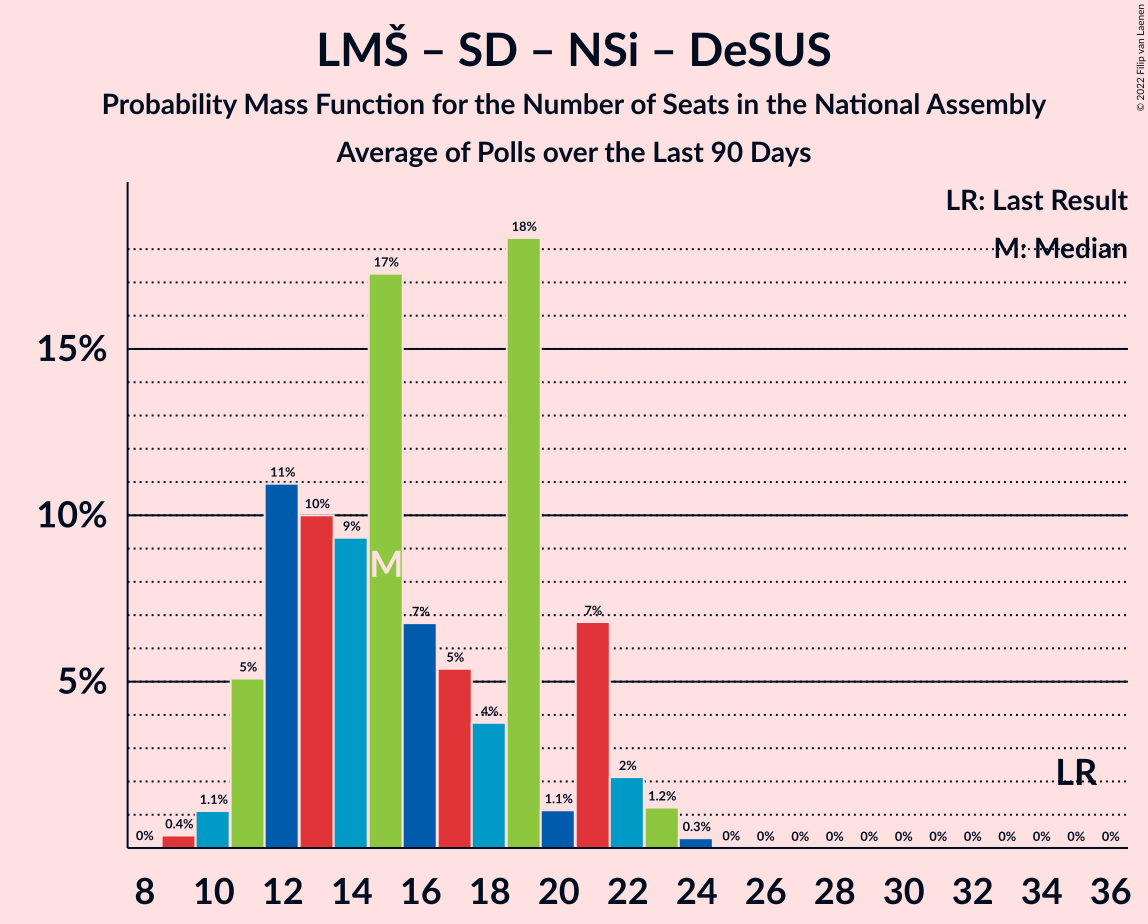 © 2022 Filip van Laenen
LMŠ – SD – NSi – DeSUS
Probability Mass Function for the Number of Seats in the National Assembly
Average of Polls over the Last 90 Days
LR: Last Result
M: Median
15%
10%
5%
0% 0.4% 1.1% 5% 11% 10% 9% 17% 7% 5% 4% 18% 1.1% 7% 2% 1.2% 0.3% 0% 0% 0% 0% 0% 0% 0% 0% 0% 0% 0% 0%
M
LR
8 10 12 14 16 18 20 22 24 26 28 30 32 34 36